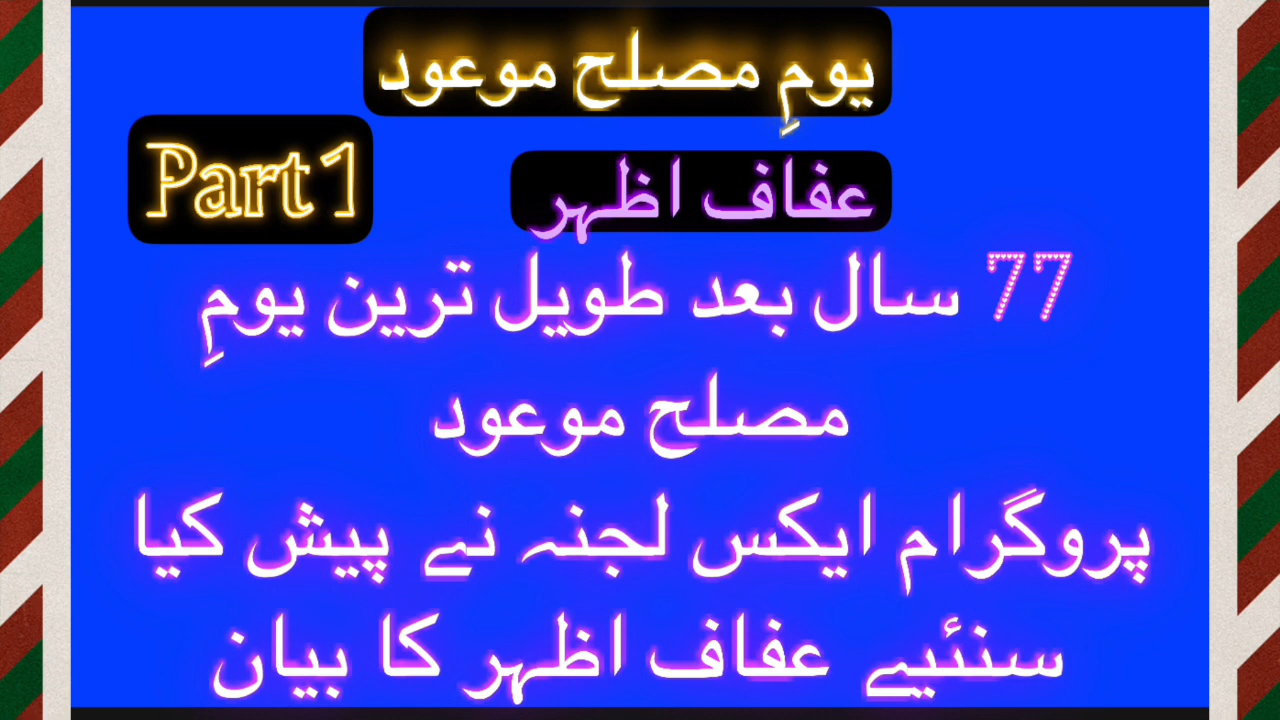 یومِ مصلح موعود
Part 1
عفاف اظہر
77 سال بعد طویل ترین یومِ
مصلح موعود
پروگرام ایکس لجنہ نے پیش کیا
سنئیے عفاف اظہر کا بیان